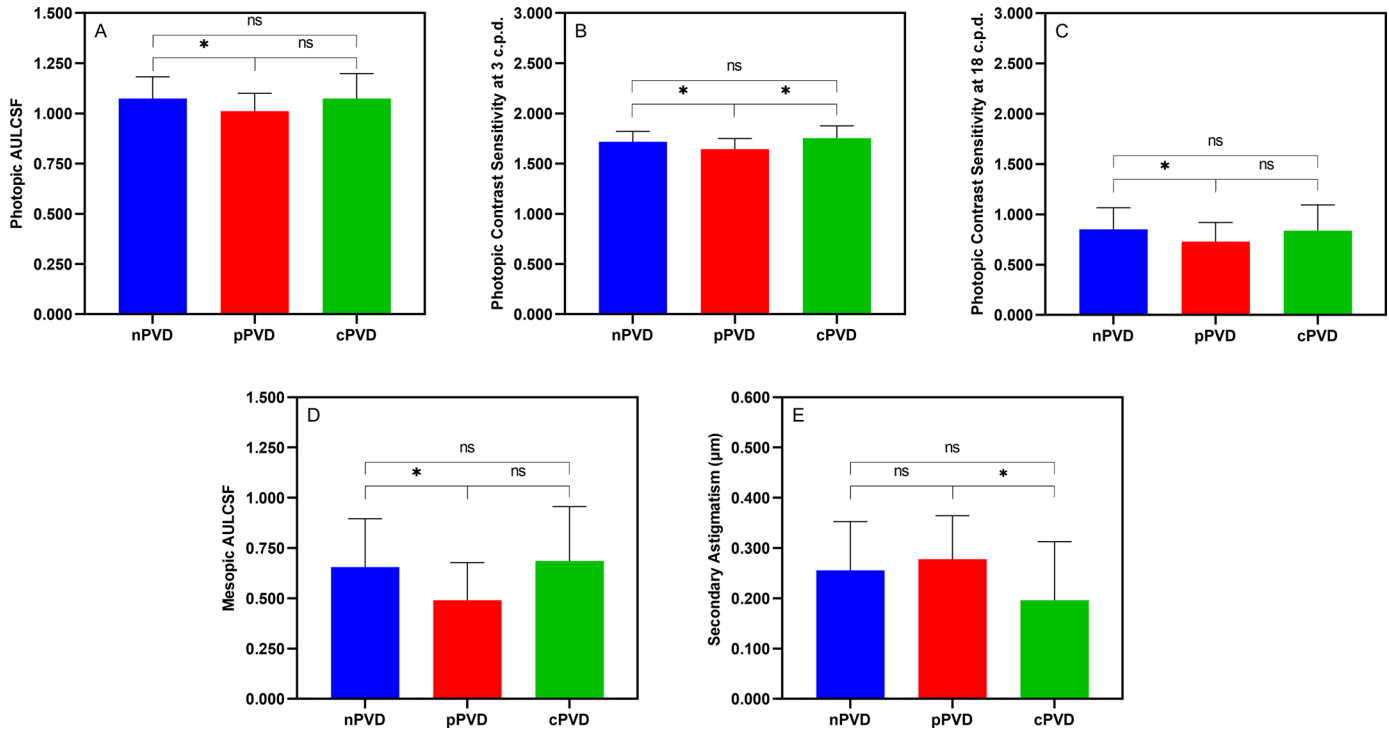 A
Photopic AULCSF
1.500
1.250
1.000
0.750
0.500
0.250
0.000
ns
* ns
nPVD pPVD cPVD
B
Photopic Contrast Sensitivity at 3 c.p.d.
3.000
2.500
2.000
1.500
1.000
0.500
0.000
ns
* *
nPVD pPVD cPVD
C
Photopic Contrast Sensitivity at 18 c.p.d.
3.000
2.500
2.000
1.500
1.000
0.500
0.000
ns
* ns
nPVD pPVD cPVD
D
Mesopic AULCSF
1.500
1.250
1.000
0.750
0.500
0.250
0.000
ns
* ns
nPVD pPVD cPVD
E
Secondary Astigmatism (μm)
0.600
0.500
0.400
0.300
0.200
0.100
0.000
ns
ns *
nPVD pPVD cPVD